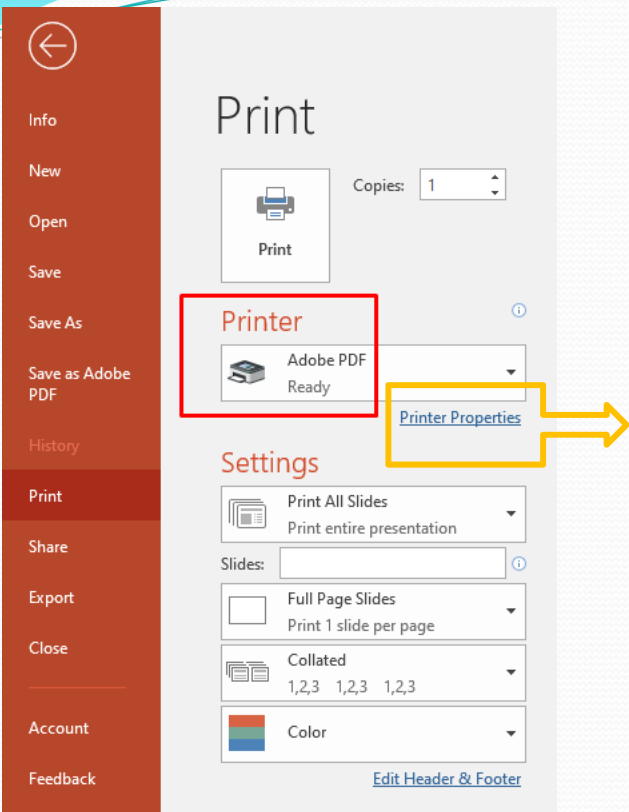 Info
New
Open
Save
Save As
Save as Adobe
PDF
History
Print
Share
Export
Close
Account
Feedback
Print
Copies: 1
Print
Printer
Adobe PDF
Ready
Printer Properties
Settings
Print All Slides
Print entire presentation
Slides:
Full Page Slides
Print 1 slide per page
Collated
1,2,3 1,2,3 1,2,3
Color
Edit Header & Footer